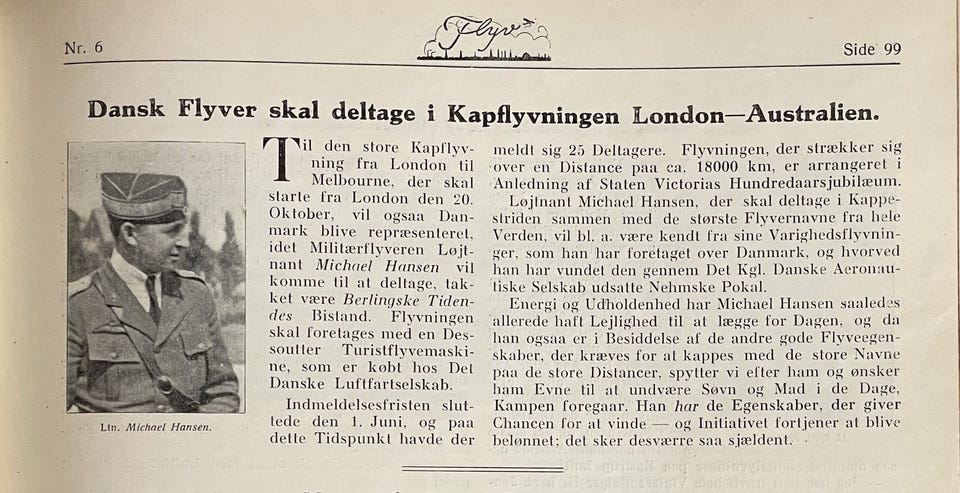 Nr. 6
Flyv
Side 99
Dansk Flyver skal deltage i Kapflyvningen London—Australien.
Til den store Kapflyv-
ning fra London til
Melbourne, der skal
starte fra London den 20.
Oktober, vil ogsaa Dan-
mark blive repræsenteret,
idet Militærflyveren Løjt-
nant Michael Hansen vil
komme til at deltage, tak-
ket være Berlingske Tiden-
des Bistand. Flyvningen
skal foretages med en Des-
soutter Turistflyvemaski-
ne, som er købt hos Det
Danske Luftfartselskab.
Indmeldelsesfristen slut-
tede den 1. Juni, og paa
dette Tidspunkt havde der
Ltn. Michael Hansen.
meldt sig 25 Deltagere. Flyvningen, der strækker sig
over en Distance paa ca. 18000 km, er arrangeret i
Anledning af Staten Victorias Hundredaarsjubilæum.
Løjtnant Michael Hansen, der skal deltage i Kappe-
striden sammen med de største Flyvernavne fra hele
Verden, vil bl. a. være kendt fra sine Varighedsflyvnin-
ger, som han har foretaget over Danmark, og hvorved
han har vundet den gennem Det Kgl. Danske Aeronau-
tiske Selskab udsatte Nehmske Pokal.
Energi og Udholdenhed har Michael Hansen saaledes
allerede haft Lejlighed til at lægge for Dagen, og da
han ogsaa er i Besiddelse af de andre gode Flyveegen-
skaber, der kræves for at kappes med de store Navne
paa de store Distancer, spytter vi efter ham og ønsker
ham Evne til at undvære Søvn og Mad i de Dage,
Kampen foregaar. Han har de Egenskaber, der giver
Chancen for at vinde — og Initiativet fortjener at blive
belønnet; det sker desværre saa sjældent.